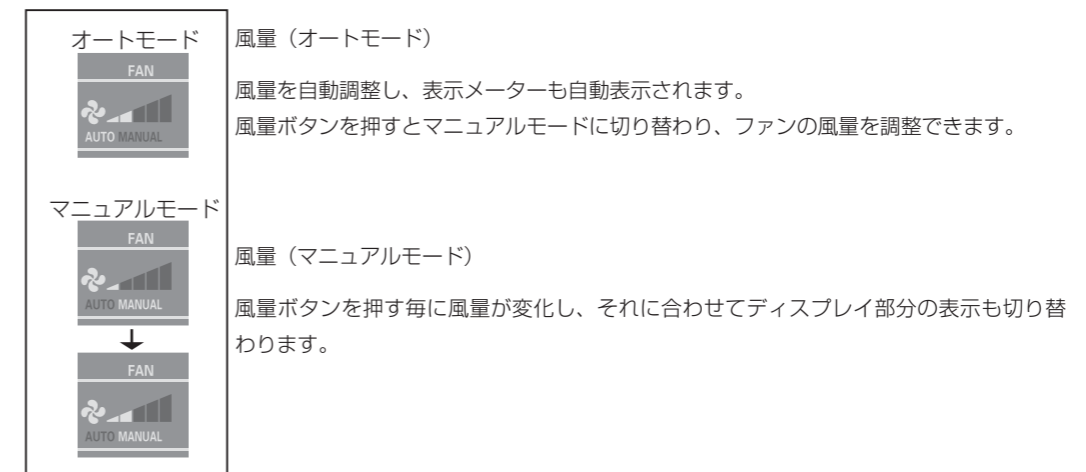 オートモード
FAN
AUTO MANUAL
風量（オートモード）
風量を自動調整し、表示メーターも自動表示されます。
風量ボタンを押すとマニュアルモードに切り替わり、ファンの風量を調整できます。
マニュアルモード
FAN
AUTO MANUAL
FAN
AUTO MANUAL
風量（マニュアルモード）
風量ボタンを押す毎に風量が変化し、それに合わせてディスプレイ部分の表示も切り替
わります。